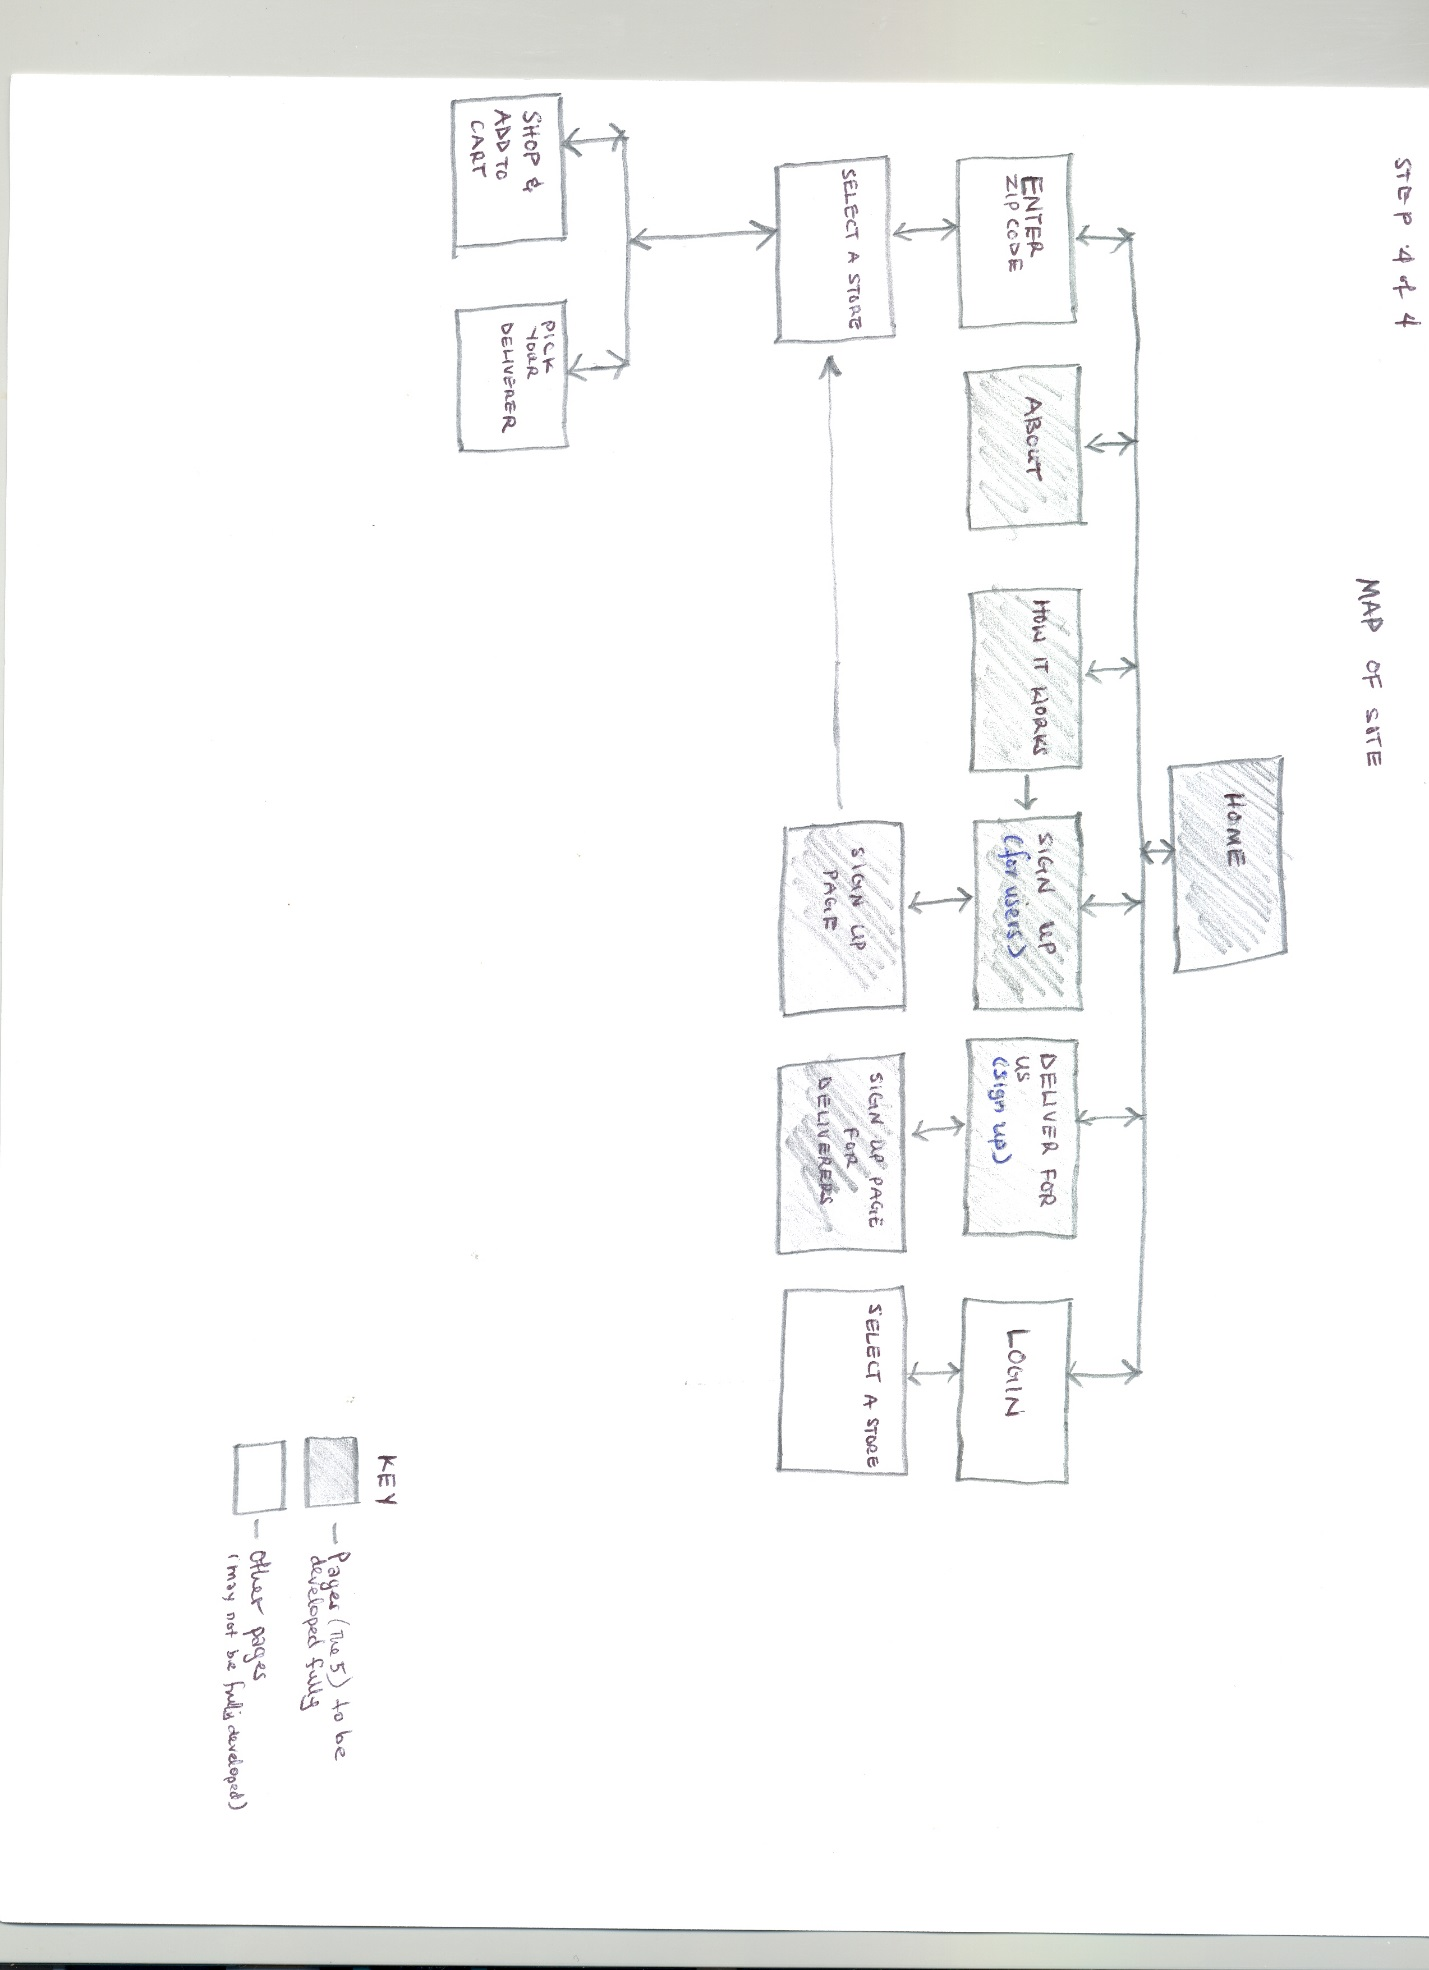 STEP 4 of 4
MAP OF SITE
HOME
ENTER
ZIP CODE
ABOUT
HOW IT WORKS
SIGN UP
(for users)
DELIVER FOR
US
(sign up)
LOGIN
SELECT A STORE
SIGN UP
PAGE
SIGN UP PAGE
FOR
DELIVERERS
SELECT A STORE
SHOP &
ADD TO
CART
PICK
YOUR
DELIVERER
KEY
- Pages (The 5) to be
developed fully
- Other pages
(may not be fully developed)